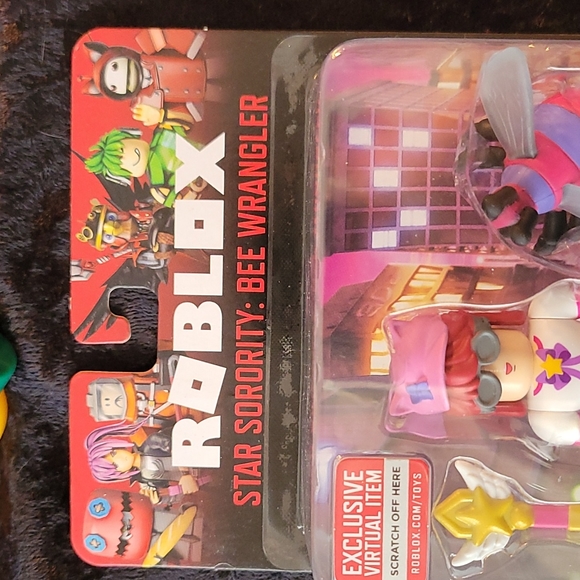 ROBLOX
STAR SORORITY: BEE WRANGLER
EXCLUSIVE
VIRTUAL ITEM
SCRATCH OFF HERE
ROBLOX.COM/TOYS